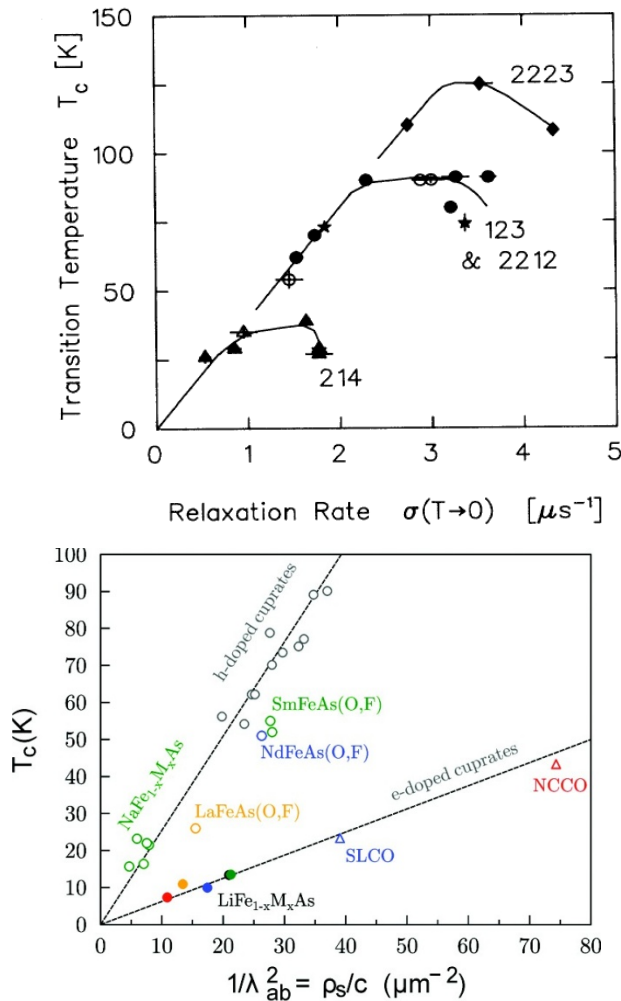 Transition Temperature T_c [K]
150
100
50
0
2223
123
& 2212
214
0 1 2 3 4 5
Relaxation Rate σ(T→0) [μs⁻¹]
T_c(K)
100
90
80
70
60
50
40
30
20
10
0
h-doped cuprates
SmFeAs(O,F)
NdFeAs(O,F)
NaFe₁₋ₓMₓAs
e-doped cuprates
LaFeAs(O,F)
NCCO
SLCO
LiFe₁₋ₓMₓAs
0 10 20 30 40 50 60 70 80
1/λ²_ab = ρ_s/c (μm⁻²)